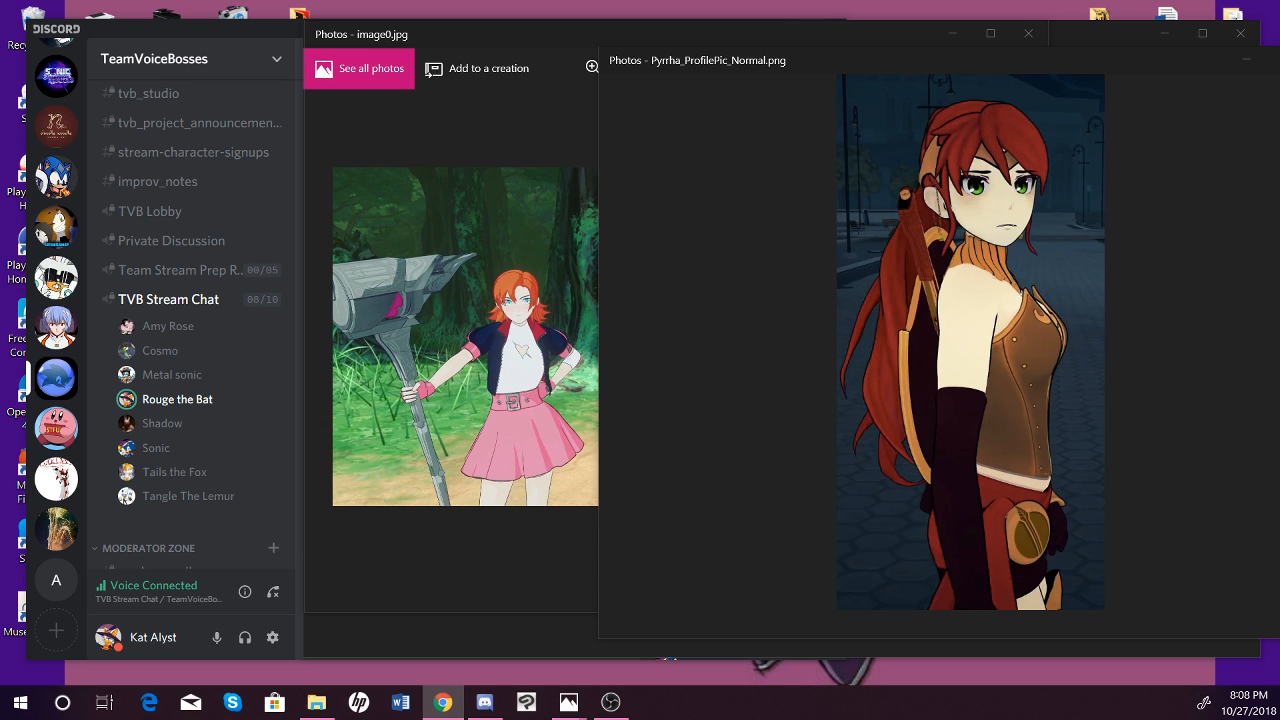 DISCORD
TeamVoiceBosses
tvb_studio
tvb_project_announcemen...
stream-character-signups
improv_notes
TVB Lobby
Private Discussion
Team Stream Prep R.. 00/05
TVB Stream Chat 08/10
Amy Rose
Cosmo
Metal sonic
Rouge the Bat
Shadow
Sonic
Tails the Fox
Tangle The Lemur
MODERATOR ZONE
Voice Connected
TVB Stream Chat / TeamVoiceBo...
Kat Alyst
A
Photos - image0.jpg
See all photos
Add to a creation
Photos - Pyrrha_ProfilePic_Normal.png
8:08 PM
10/27/2018